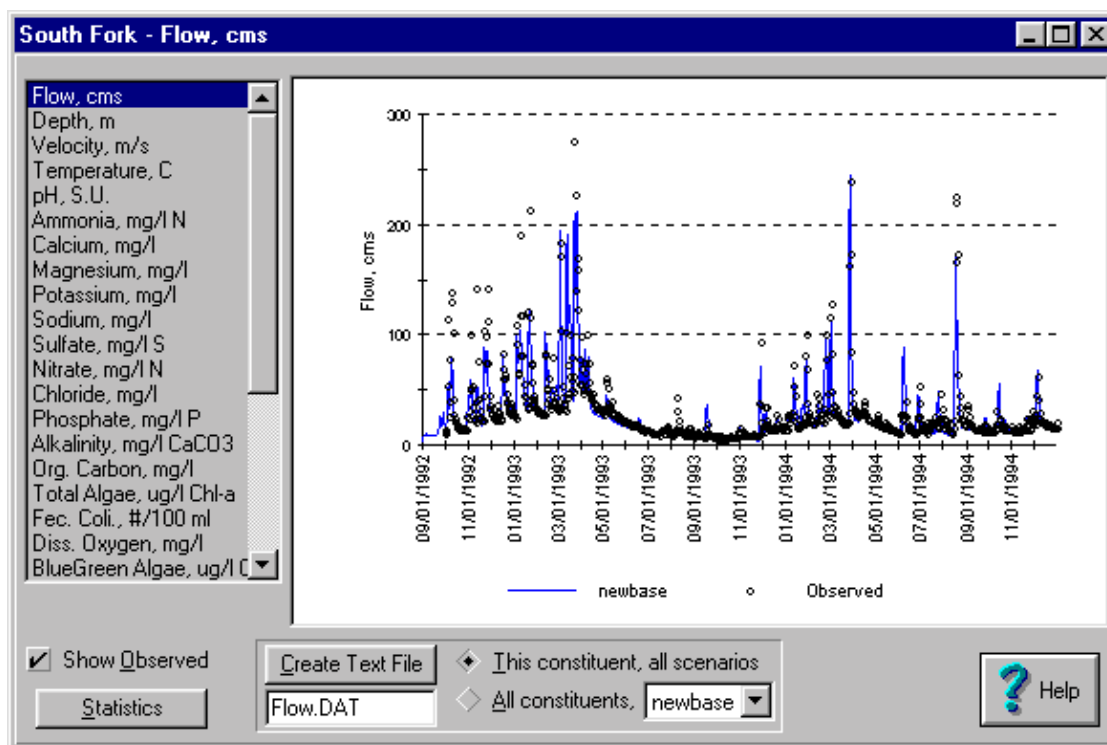 South Fork - Flow, cms
Flow, cms
Depth, m
Velocity, m/s
Temperature, C
pH, S.U.
Ammonia, mg/l N
Calcium, mg/l
Magnesium, mg/l
Potassium, mg/l
Sodium, mg/l
Sulfate, mg/l S
Nitrate, mg/l N
Chloride, mg/l
Phosphate, mg/l P
Alkalinity, mg/l CaCO3
Org. Carbon, mg/l
Total Algae, ug/l Chl-a
Fec. Coli., #/100 ml
Diss. Oxygen, mg/l
BlueGreen Algae, ug/l C
300
200
100
0
Flow, cms
09/01/1992
11/01/1992
01/01/1993
03/01/1993
05/01/1993
07/01/1993
09/01/1993
11/01/1993
01/01/1994
03/01/1994
05/01/1994
07/01/1994
09/01/1994
11/01/1994
newbase
Observed
Show Observed
Statistics
Create Text File
Flow.DAT
This constituent, all scenarios
All constituents, newbase
Help